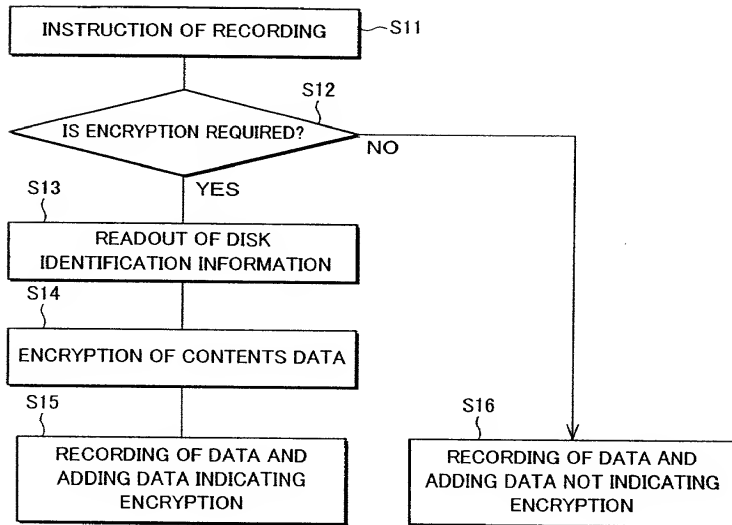 INSTRUCTION OF RECORDING
S11
S12
IS ENCRYPTION REQUIRED?
NO
YES
S13
READOUT OF DISK
IDENTIFICATION INFORMATION
S14
ENCRYPTION OF CONTENTS DATA
S15
RECORDING OF DATA AND
ADDING DATA INDICATING
ENCRYPTION
S16
RECORDING OF DATA AND
ADDING DATA NOT INDICATING
ENCRYPTION